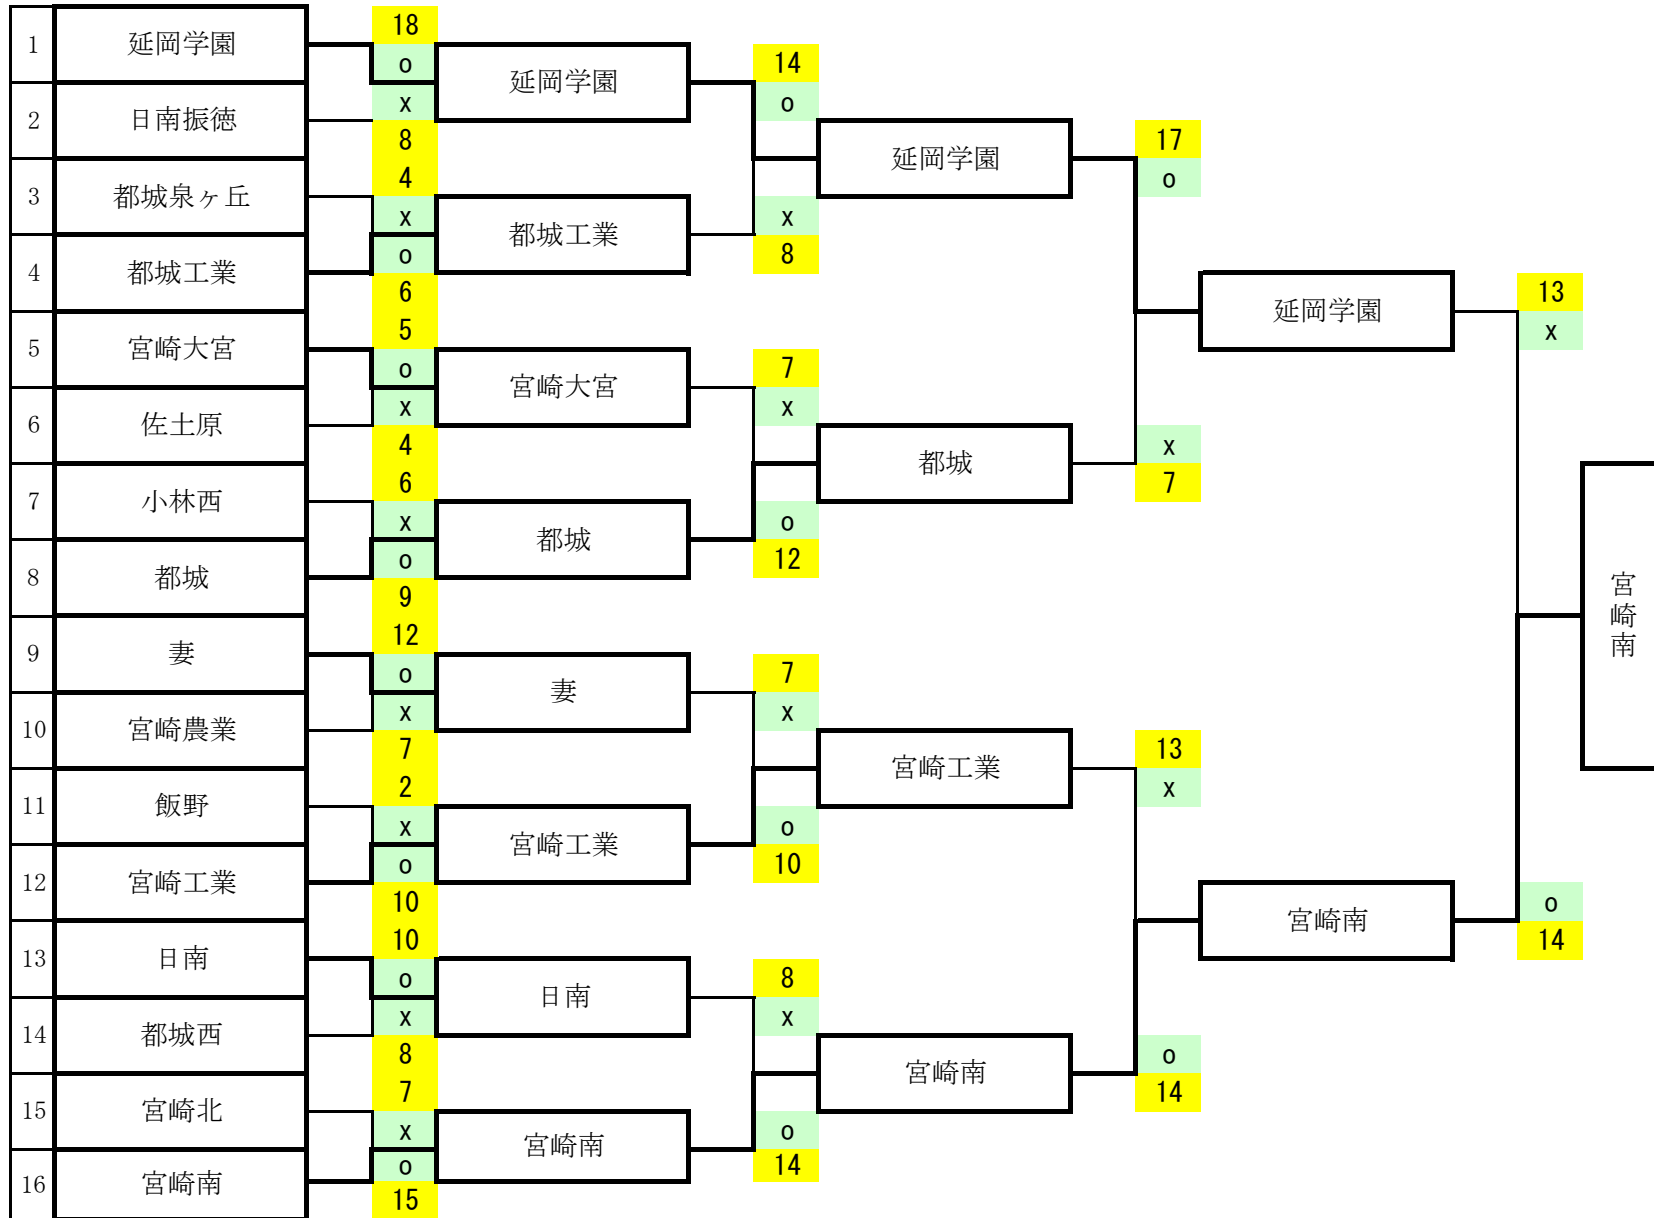 1 延岡学園
2 日南振徳
3 都城泉ヶ丘
4 都城工業
5 宮崎大宮
6 佐土原
7 小林西
8 都城
9 妻
10 宮崎農業
11 飯野
12 宮崎工業
13 日南
14 都城西
15 宮崎北
16 宮崎南
18
o
x
8
4
x
o
6
5
o
x
4
6
x
o
9
12
o
x
7
2
x
o
10
10
o
x
8
7
x
o
15
延岡学園
都城工業
宮崎大宮
都城
妻
宮崎工業
日南
宮崎南
14
o
x
8
7
x
o
12
7
x
o
10
8
x
o
14
延岡学園
都城
宮崎工業
宮崎南
17
o
x
7
13
x
o
14
延岡学園
宮崎南
13
x
o
14
宮崎南